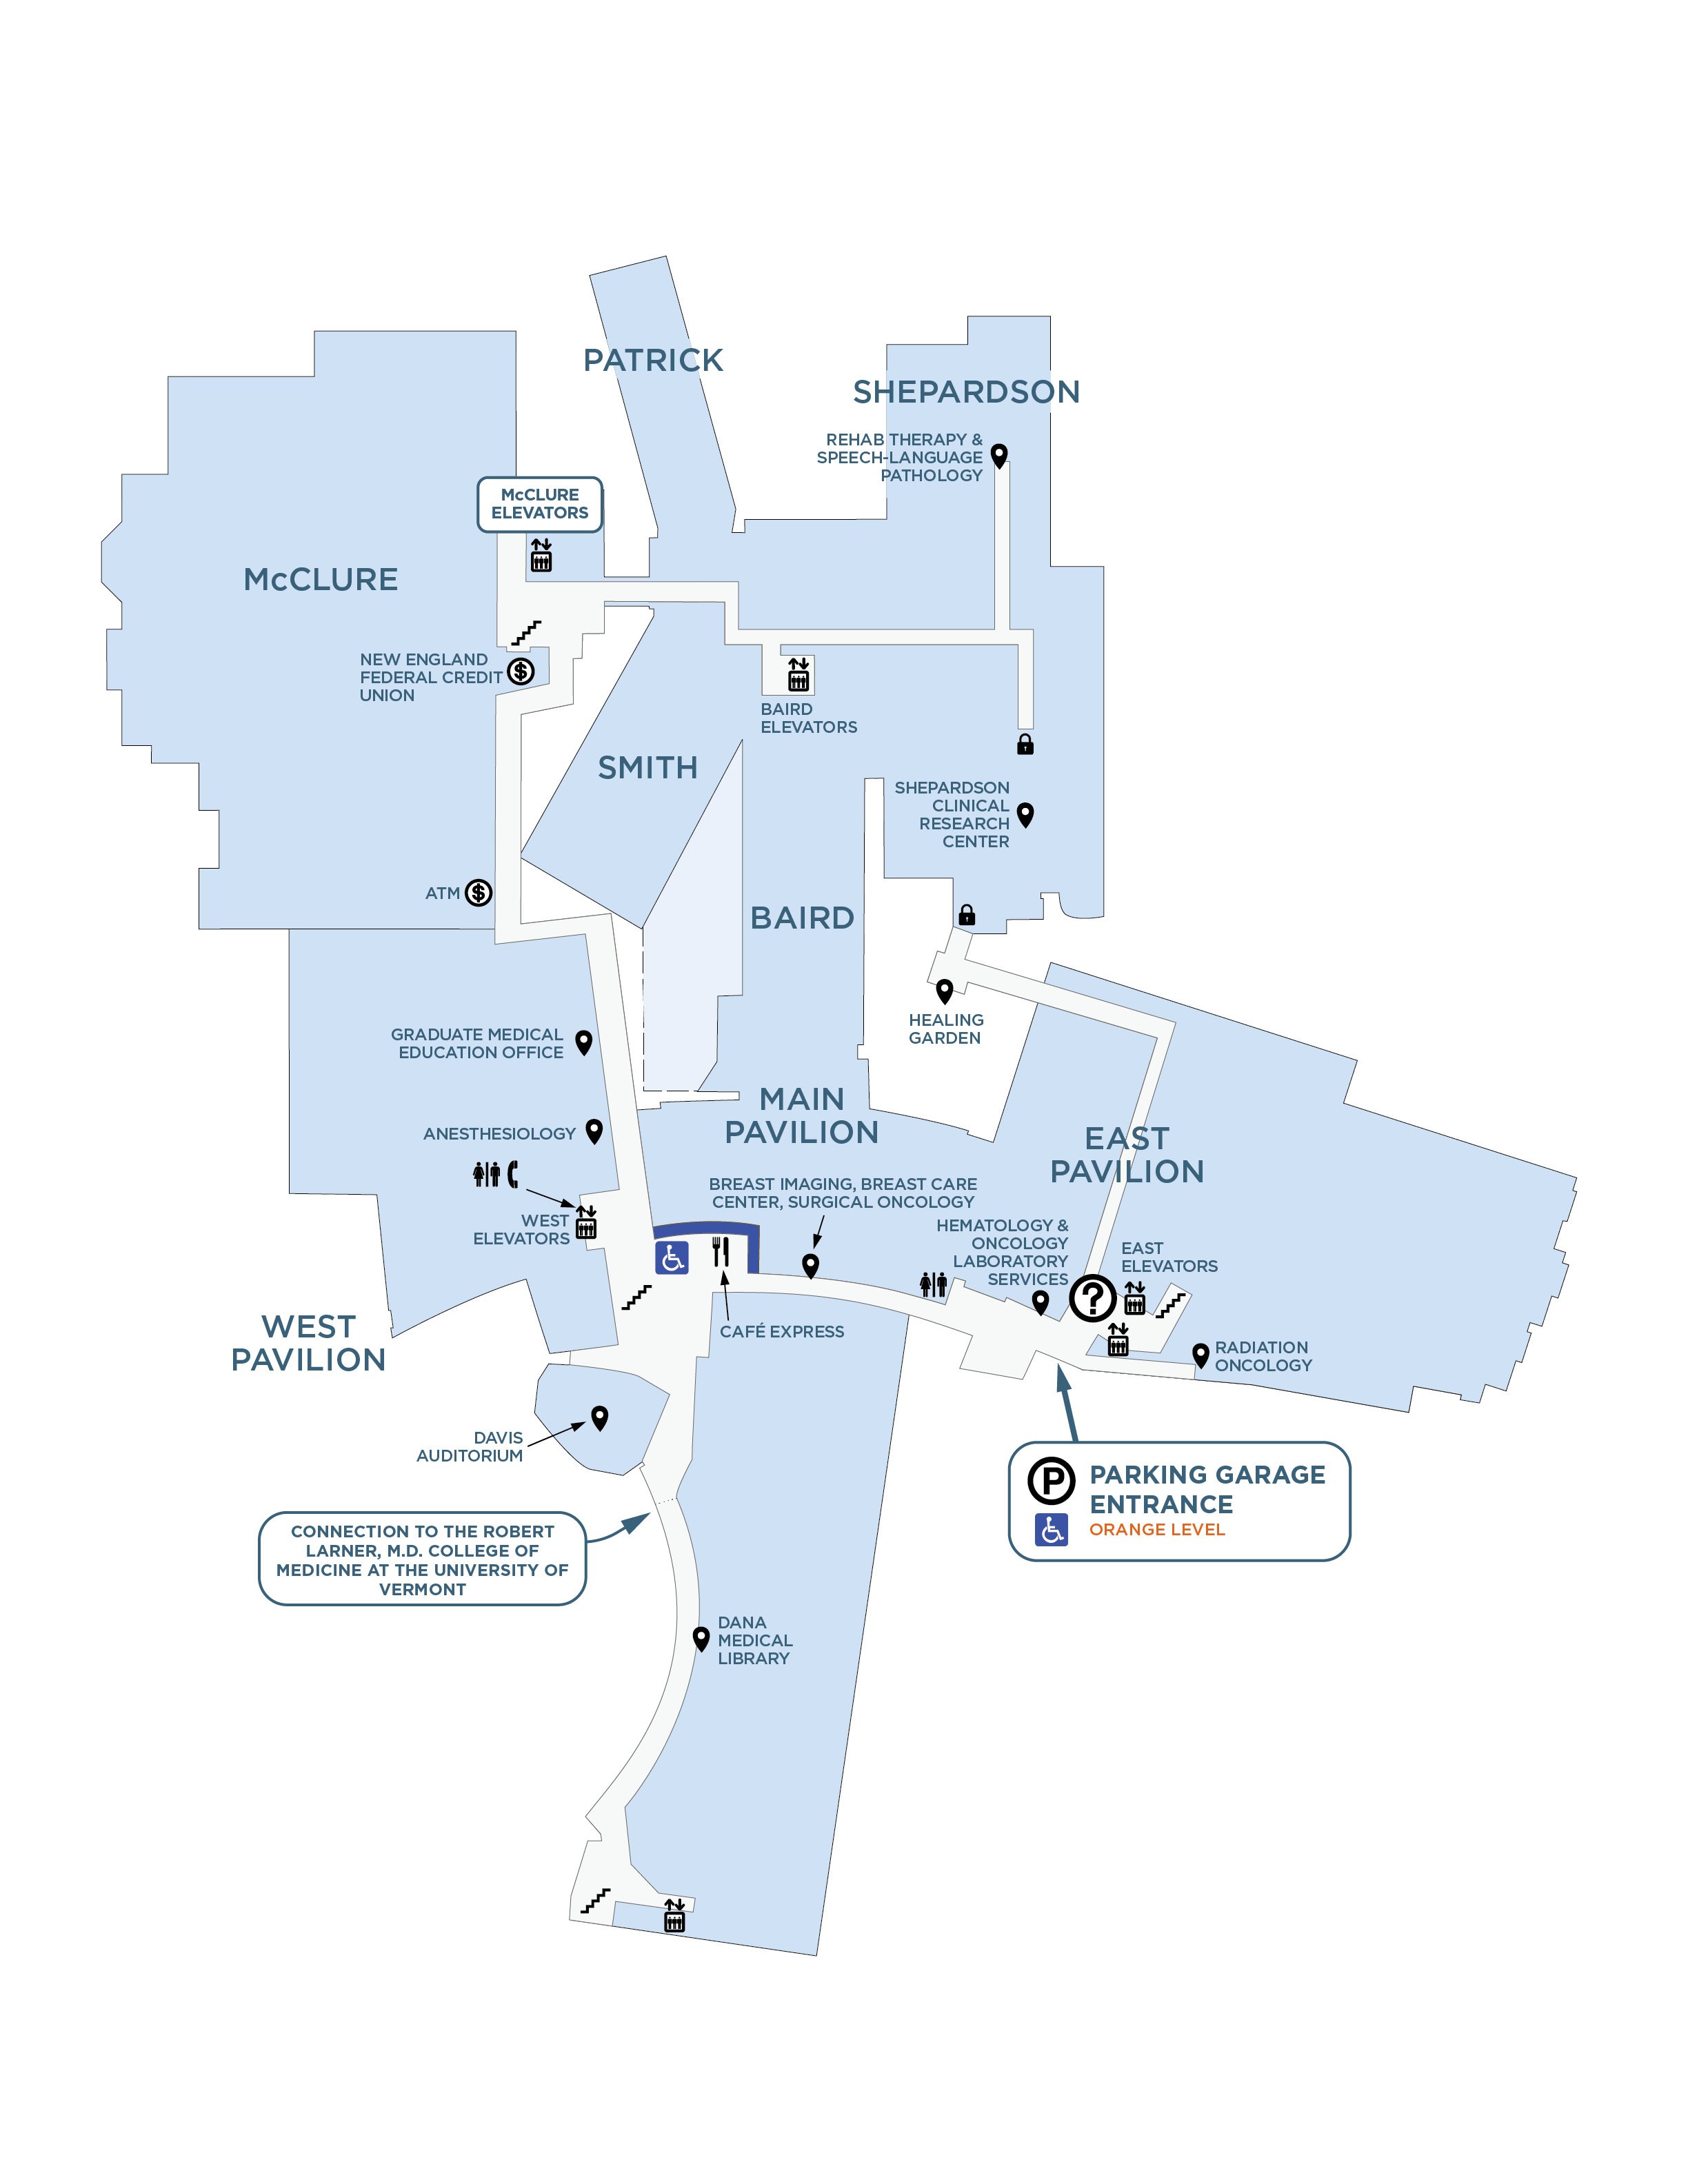 PATRICK
SHEPARDSON
REHAB THERAPY &
SPEECH-LANGUAGE
PATHOLOGY
McCLURE
ELEVATORS
McCLURE
NEW ENGLAND
FEDERAL CREDIT
UNION
$
BAIRD
ELEVATORS
SMITH
SHEPARDSON
CLINICAL
RESEARCH
CENTER
ATM
$
BAIRD
HEALING
GARDEN
GRADUATE MEDICAL
EDUCATION OFFICE
MAIN
PAVILION
ANESTHESIOLOGY
EAST
PAVILION
BREAST IMAGING, BREAST CARE
CENTER, SURGICAL ONCOLOGY
WEST
ELEVATORS
HEMATOLOGY &
ONCOLOGY
LABORATORY
SERVICES
EAST
ELEVATORS
?
WEST
PAVILION
CAFÉ EXPRESS
RADIATION
ONCOLOGY
DAVIS
AUDITORIUM
P
PARKING GARAGE
ENTRANCE
ORANGE LEVEL
CONNECTION TO THE ROBERT
LARNER, M.D. COLLEGE OF
MEDICINE AT THE UNIVERSITY OF
VERMONT
DANA
MEDICAL
LIBRARY